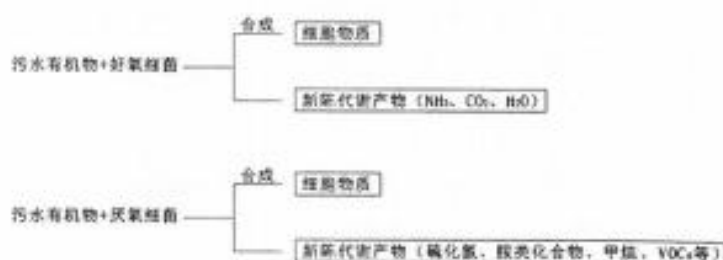 合成
细胞物质
污水有机物+好氧细菌
新陈代谢产物（NH₃、CO₂、H₂O）
合成
细胞物质
污水有机物+厌氧细菌
新陈代谢产物（硫化氢、胺类化合物、甲烷、VOCs等）